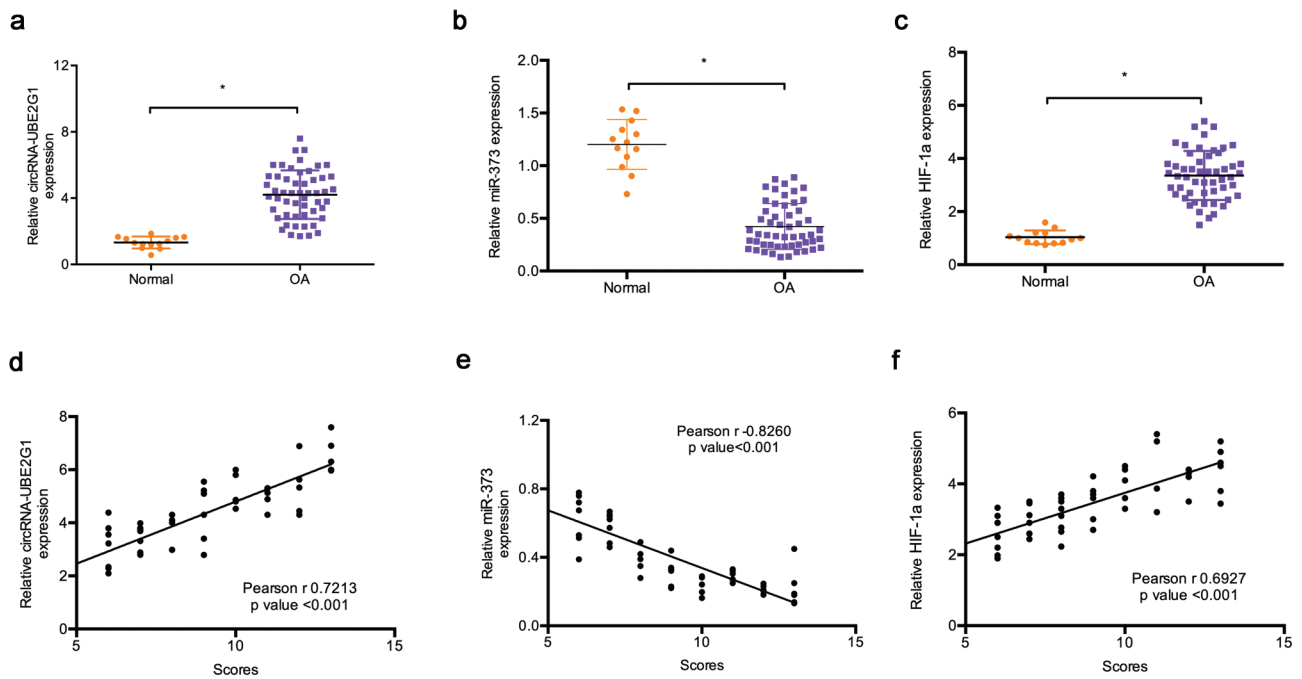 a
Relative circRNA-UBE2G1
expression
12
8
4
0
*
Normal
OA
b
Relative miR-373 expression
2.0
1.5
1.0
0.5
0.0
*
Normal
OA
c
Relative HIF-1a expression
8
6
4
2
0
*
Normal
OA
d
Relative circRNA-UBE2G1
expression
8
6
4
2
0
Pearson r 0.7213
p value <0.001
5
10
15
Scores
e
Relative miR-373
expression
1.2
0.8
0.4
0.0
Pearson r -0.8260
p value<0.001
5
10
15
Scores
f
Relative HIF-1a expression
6
4
2
0
Pearson r 0.6927
p value <0.001
5
10
15
Scores